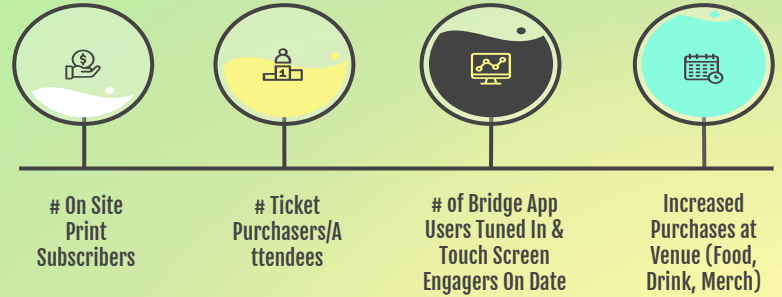 $
1
# On Site
Print
Subscribers
# Ticket
Purchasers/A
ttendees
# of Bridge App
Users Tuned In &
Touch Screen
Engagers On Date
Increased
Purchases at
Venue (Food,
Drink, Merch)